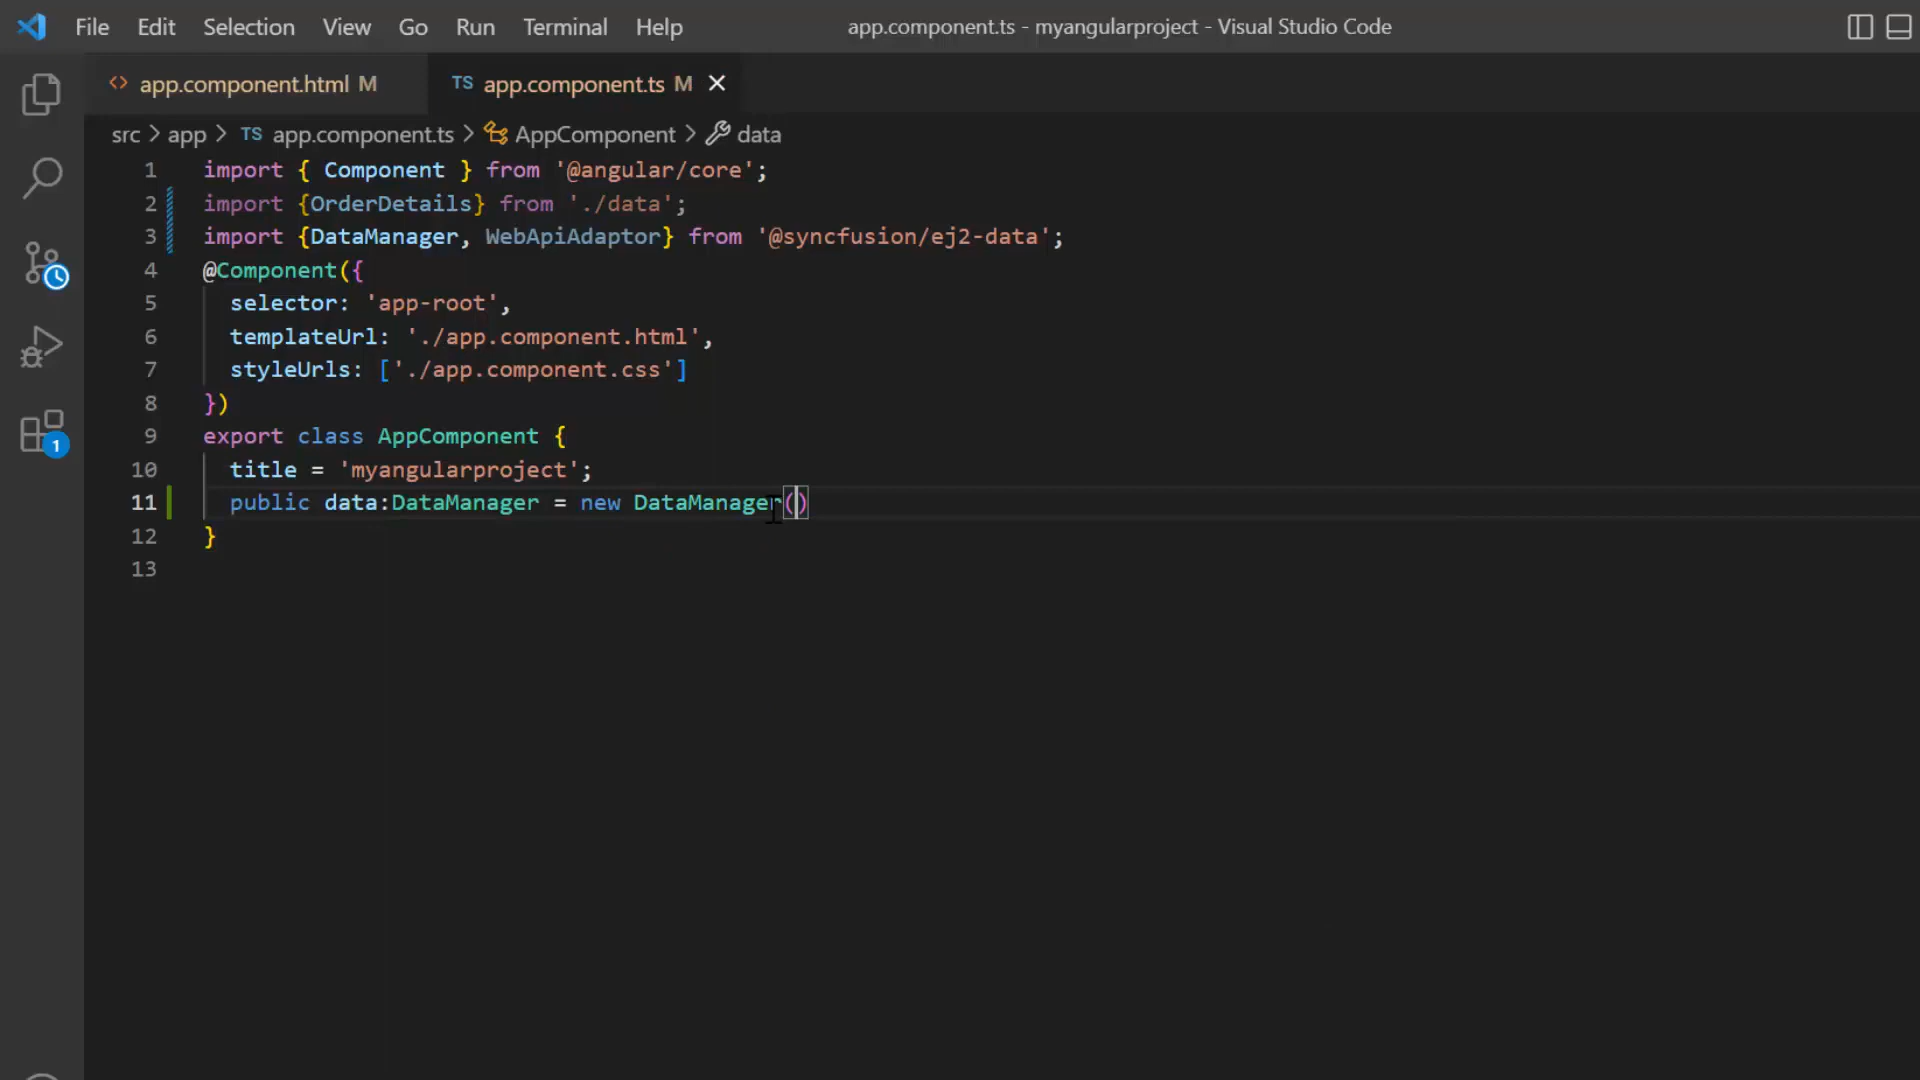 File Edit Selection View Go Run Terminal Help app.component.ts - myangularproject - Visual Studio Code
<> app.component.html M TS app.component.ts M ×
src > app > TS app.component.ts > AppComponent > data
1 import { Component } from '@angular/core';
2 import {OrderDetails} from './data';
3 import {DataManager, WebApiAdaptor} from '@syncfusion/ej2-data';
4 @Component({
5 selector: 'app-root',
6 templateUrl: './app.component.html',
7 styleUrls: ['./app.component.css']
8 })
9 export class AppComponent {
10 title = 'myangularproject';
11 public data:DataManager = new DataManager()
12 }
13
1